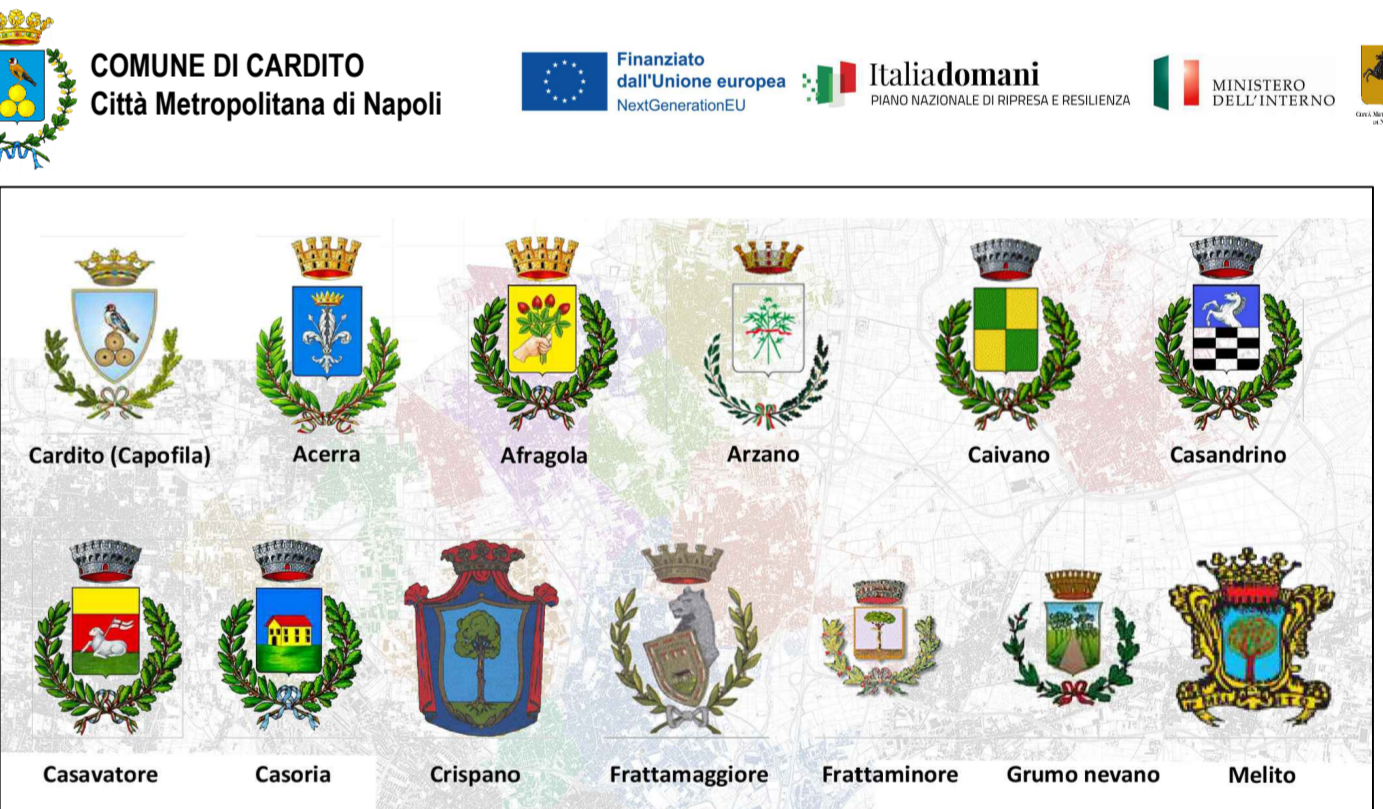 COMUNE DI CARDITO
Città Metropolitana di Napoli
Finanziato
dall'Unione europea
NextGenerationEU
Italiadomani
PIANO NAZIONALE DI RIPRESA E RESILIENZA
MINISTERO
DELL'INTERNO
Cardito (Capofila)
Acerra
Afragola
Arzano
Caivano
Casandrino
Casavatore
Casoria
Crispano
Frattamaggiore
Frattaminore
Grumo nevano
Melito